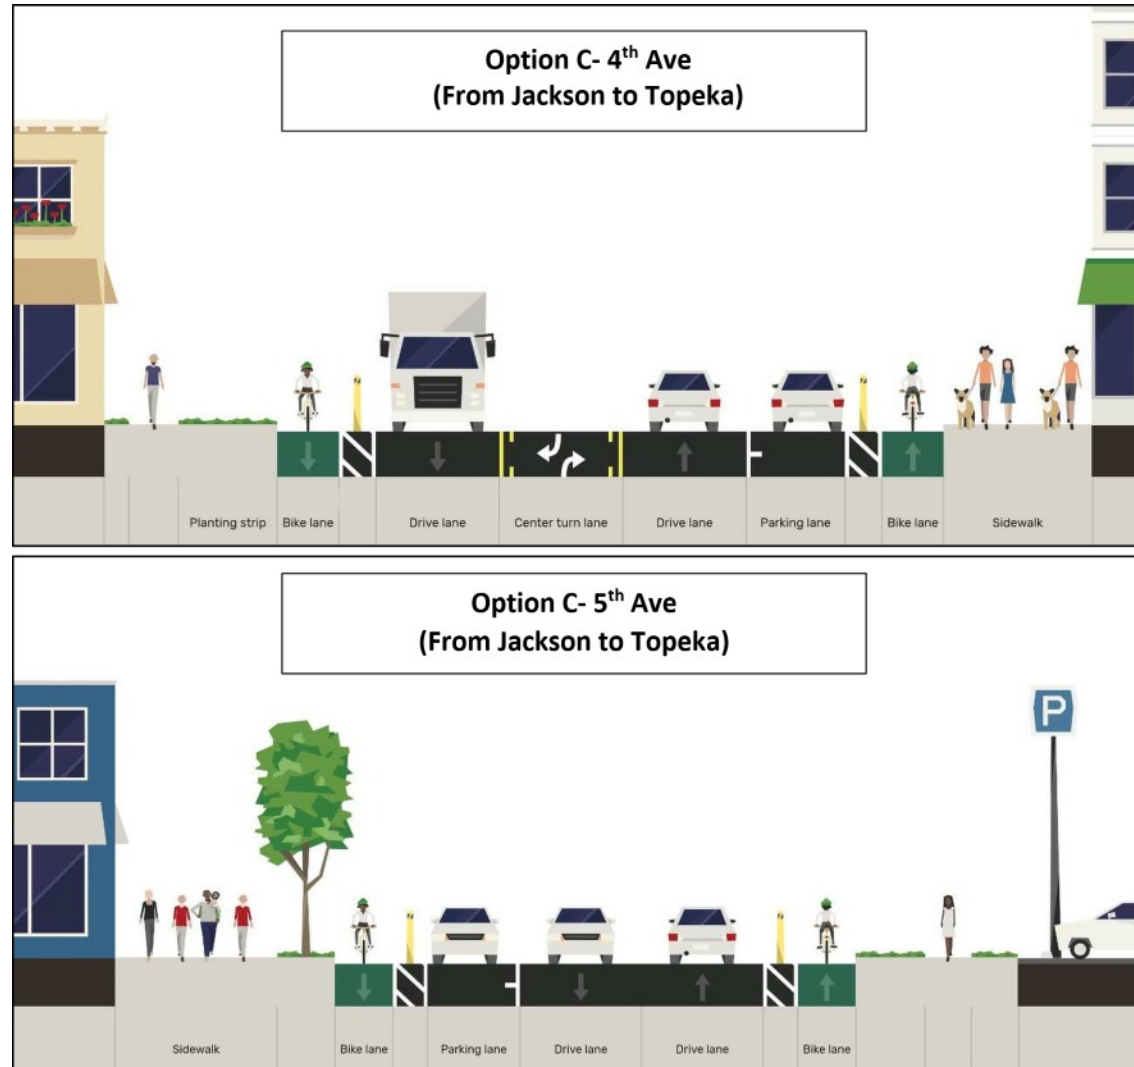 Option C- 4th Ave
(From Jackson to Topeka)
Planting strip Bike lane Drive lane Center turn lane Drive lane Parking lane Bike lane Sidewalk
Option C- 5th Ave
(From Jackson to Topeka)
P
Sidewalk Bike lane Parking lane Drive lane Drive lane Bike lane